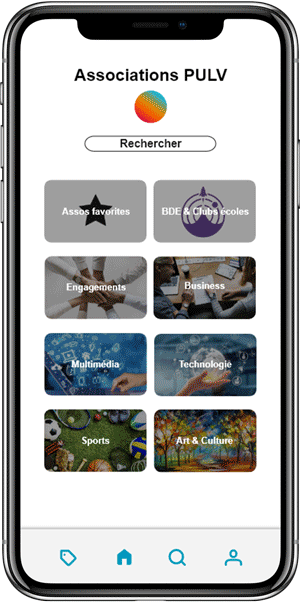 Associations PULV
Rechercher
Assos favorites
BDE & Clubs écoles
Engagements
Business
Multimédia
Technologie
Sports
Art & Culture